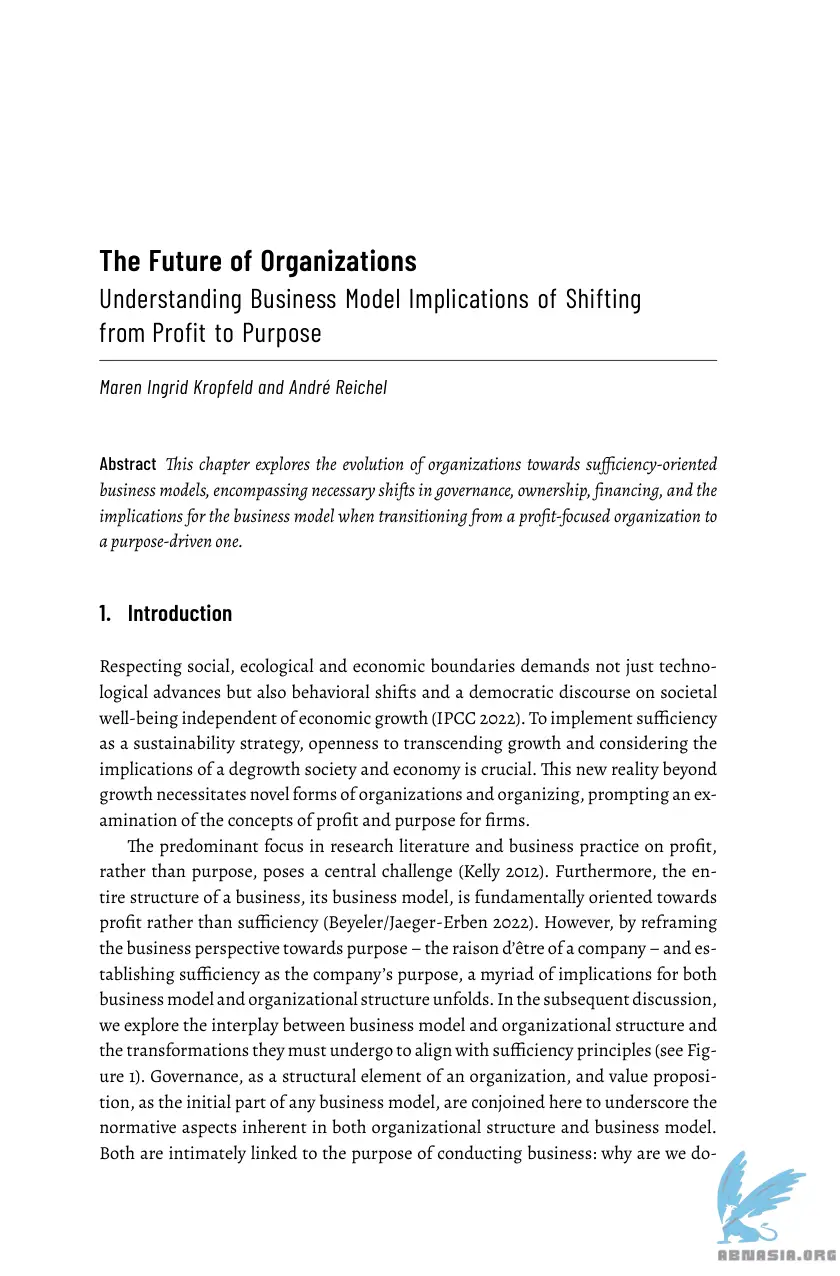 The Future of Organizations
Understanding Business Model Implications of Shifting
from Profit to Purpose
Maren Ingrid Kropfeld and André Reichel
Abstract This chapter explores the evolution of organizations towards sufficiency-oriented
business models, encompassing necessary shifts in governance, ownership, financing, and the
implications for the business model when transitioning from a profit-focused organization to
a purpose-driven one.
1. Introduction
Respecting social, ecological and economic boundaries demands not just techno-
logical advances but also behavioral shifts and a democratic discourse on societal
well-being independent of economic growth (IPCC 2022). To implement sufficiency
as a sustainability strategy, openness to transcending growth and considering the
implications of a degrowth society and economy is crucial. This new reality beyond
growth necessitates novel forms of organizations and organizing, prompting an ex-
amination of the concepts of profit and purpose for firms.
The predominant focus in research literature and business practice on profit,
rather than purpose, poses a central challenge (Kelly 2012). Furthermore, the en-
tire structure of a business, its business model, is fundamentally oriented towards
profit rather than sufficiency (Beyeler/Jaeger-Erben 2022). However, by reframing
the business perspective towards purpose – the raison d’être of a company – and es-
tablishing sufficiency as the company’s purpose, a myriad of implications for both
business model and organizational structure unfolds. In the subsequent discussion,
we explore the interplay between business model and organizational structure and
the transformations they must undergo to align with sufficiency principles (see Fig-
ure 1). Governance, as a structural element of an organization, and value proposi-
tion, as the initial part of any business model, are conjoined here to underscore the
normative aspects inherent in both organizational structure and business model.
Both are intimately linked to the purpose of conducting business: why are we do-
ABNASIA.ORG